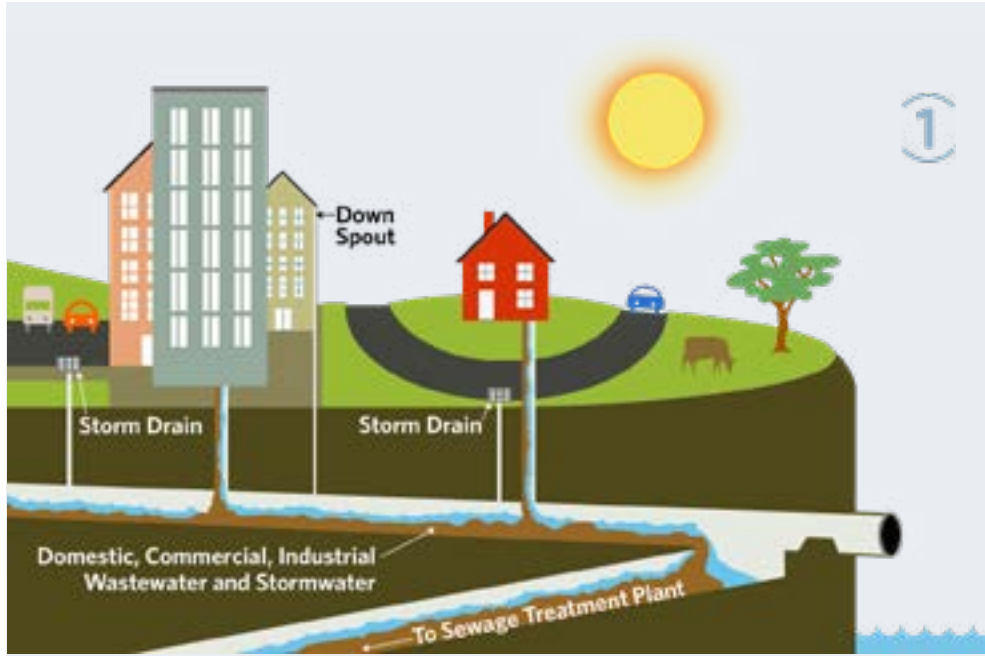 1
Down
Spout
Storm Drain
Storm Drain
Domestic, Commercial, Industrial
Wastewater and Stormwater
To Sewage Treatment Plant